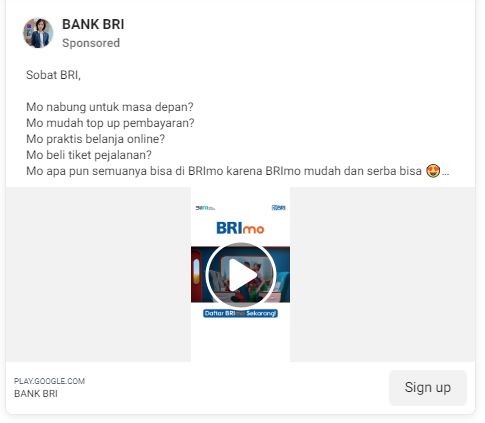 BANK BRI
Sponsored
Sobat BRI,
Mo nabung untuk masa depan?
Mo mudah top up pembayaran?
Mo praktis belanja online?
Mo beli tiket pejalanan?
Mo apa pun semuanya bisa di BRImo karena BRImo mudah dan serba bisa 😍...
BRImo
Daftar BRImo Sekarang!
PLAY.GOOGLE.COM
BANK BRI
Sign up